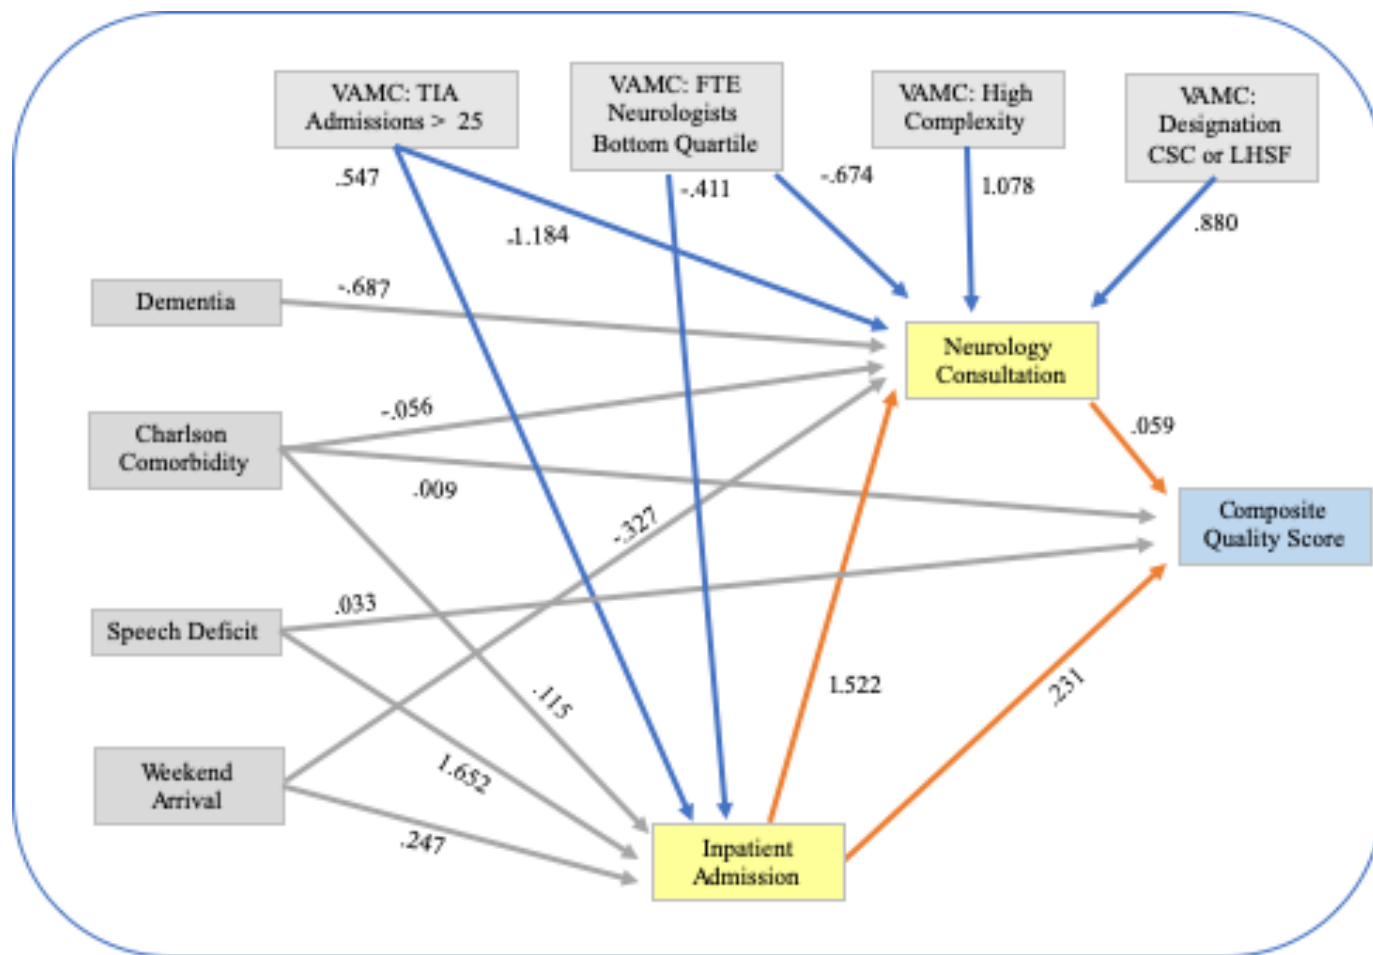 VAMC: TIA
Admissions > 25
VAMC: FTE
Neurologists
Bottom Quartile
VAMC: High
Complexity
VAMC:
Designation
CSC or LHSF
.547
-.411
-.674
1.078
.880
-1.184
Dementia
-.687
Neurology
Consultation
-.056
.059
Charlson
Comorbidity
.009
-.327
Composite
Quality Score
Speech Deficit
.033
.115
1.522
.231
Weekend
Arrival
1.652
.247
Inpatient
Admission